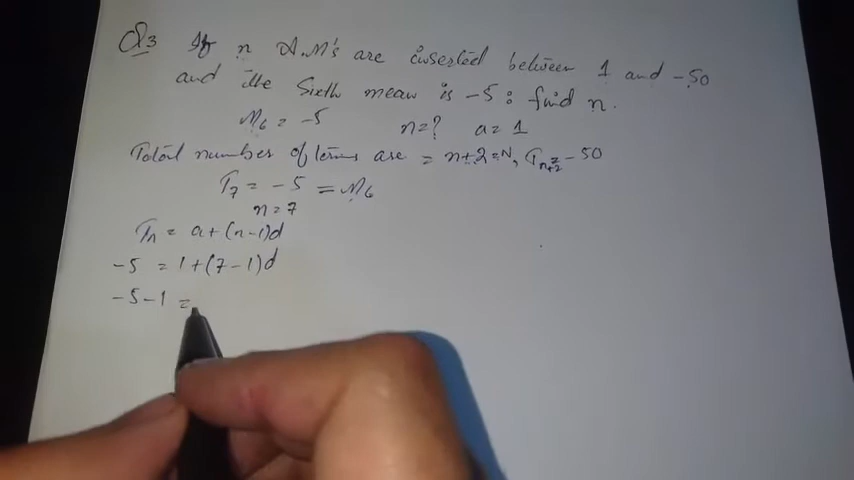 Q3 If n A.M's are inserted between 1 and -50
and the Sixth mean is -5 : find n.
M6 = -5 n=? a=1
Total number of terms are = n+2=N, Tn+2=-50
T7 = -5 = M6
n=7
Tn = a+(n-1)d
-5 = 1+(7-1)d
-5-1 =